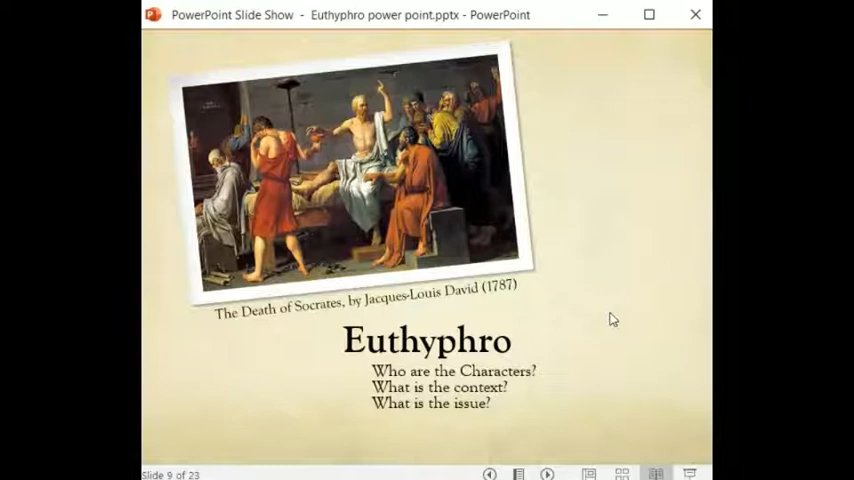 PowerPoint Slide Show - Euthyphro power point.pptx - PowerPoint
The Death of Socrates, by Jacques-Louis David (1787)
Euthyphro
Who are the Characters?
What is the context?
What is the issue?
Slide 9 of 23